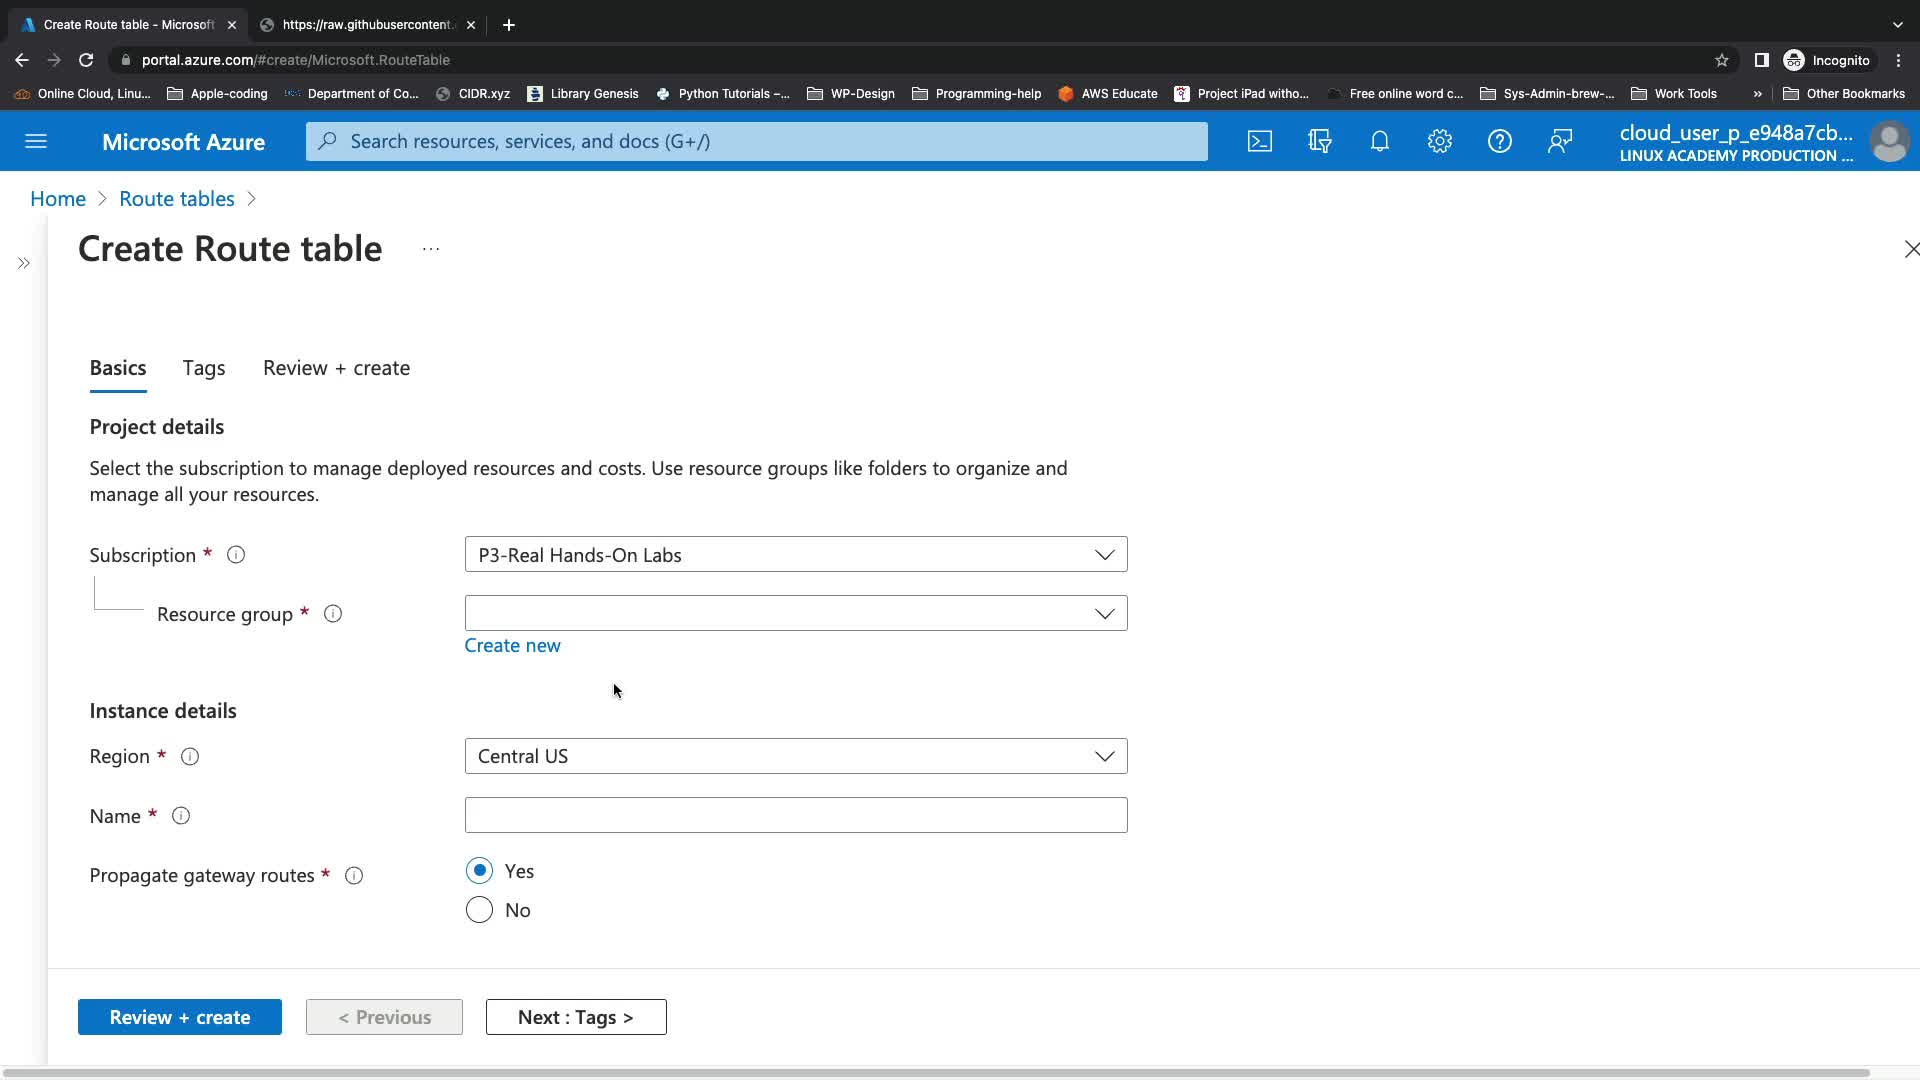 Create Route table - Microsoft
https://raw.githubusercontent.
portal.azure.com/#create/Microsoft.RouteTable
Incognito
Online Cloud, Linu...
Apple-coding
Department of Co...
CIDR.xyz
Library Genesis
Python Tutorials –...
WP-Design
Programming-help
AWS Educate
Project iPad witho...
Free online word c...
Sys-Admin-brew-...
Work Tools
»
Other Bookmarks
Microsoft Azure
Search resources, services, and docs (G+/)
cloud_user_p_e948a7cb...
LINUX ACADEMY PRODUCTION ...
Home > Route tables >
Create Route table ...
Basics
Tags
Review + create
Project details
Select the subscription to manage deployed resources and costs. Use resource groups like folders to organize and
manage all your resources.
Subscription *
P3-Real Hands-On Labs
Resource group *
Create new
Instance details
Region *
Central US
Name *
Propagate gateway routes *
Yes
No
Review + create
< Previous
Next : Tags >